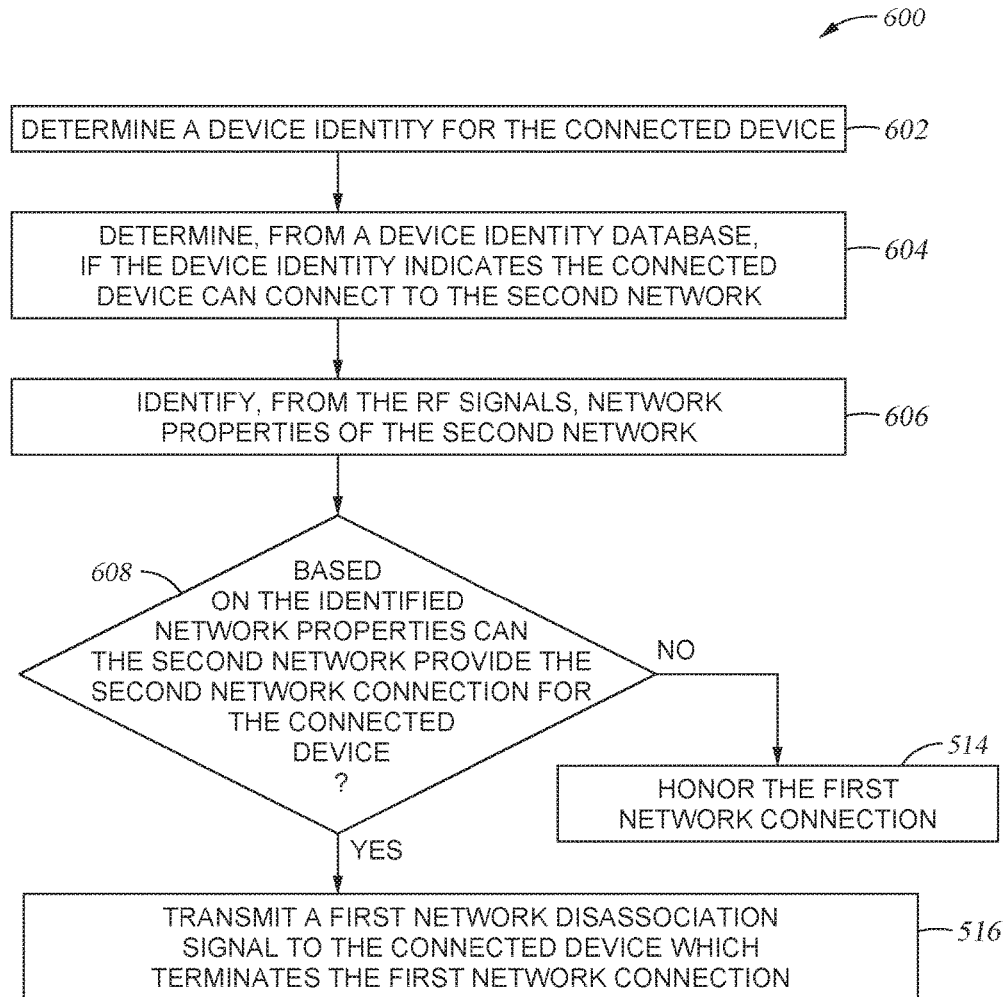 600
DETERMINE A DEVICE IDENTITY FOR THE CONNECTED DEVICE
602
DETERMINE, FROM A DEVICE IDENTITY DATABASE,
IF THE DEVICE IDENTITY INDICATES THE CONNECTED
DEVICE CAN CONNECT TO THE SECOND NETWORK
604
IDENTIFY, FROM THE RF SIGNALS, NETWORK
PROPERTIES OF THE SECOND NETWORK
606
608
BASED
ON THE IDENTIFIED
NETWORK PROPERTIES CAN
THE SECOND NETWORK PROVIDE THE
SECOND NETWORK CONNECTION FOR
THE CONNECTED
DEVICE
?
NO
514
HONOR THE FIRST
NETWORK CONNECTION
YES
TRANSMIT A FIRST NETWORK DISASSOCIATION
SIGNAL TO THE CONNECTED DEVICE WHICH
TERMINATES THE FIRST NETWORK CONNECTION
516